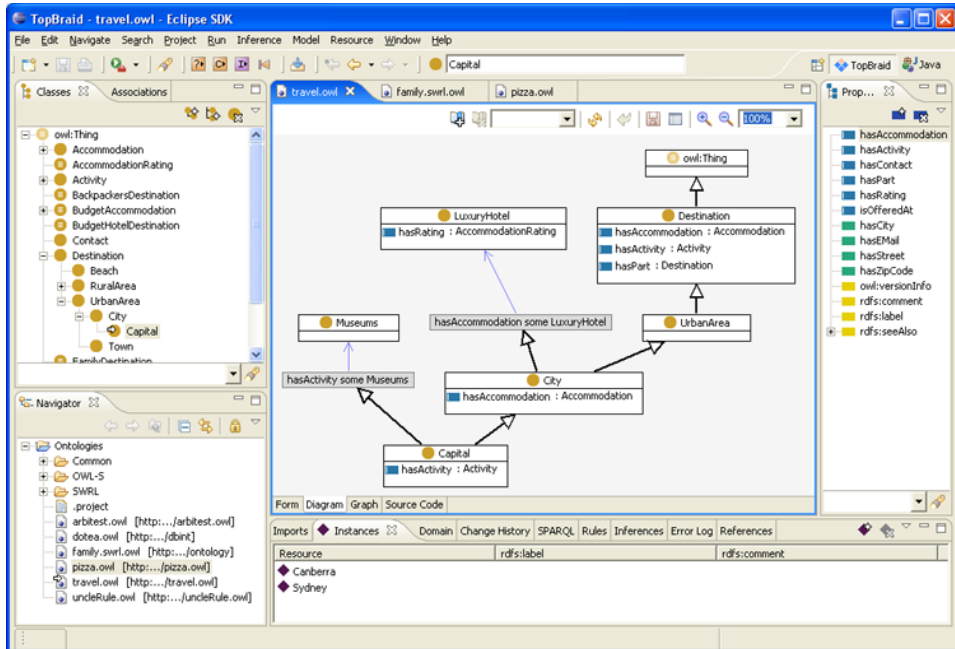 TopBraid - travel.owl - Eclipse SDK
File Edit Navigate Search Project Run Inference Model Resource Window Help
Capital
TopBraid
Java
Classes
Associations
owl:Thing
Accommodation
AccommodationRating
Activity
BackpackersDestination
BudgetAccommodation
BudgetHotelDestination
Contact
Destination
Beach
RuralArea
UrbanArea
City
Capital
Town
FamilyDestination
Navigator
Ontologies
Common
OWL-S
SWRL
.project
arbitest.owl [http:.../arbitest.owl]
dotea.owl [http:.../dbint]
family.swrl.owl [http:.../ontology]
pizza.owl [http:.../pizza.owl]
travel.owl [http:.../travel.owl]
uncleRule.owl [http:.../uncleRule.owl]
travel.owl
family.swrl.owl
pizza.owl
100%
owl:Thing
LuxuryHotel
hasRating : AccommodationRating
Destination
hasAccommodation : Accommodation
hasActivity : Activity
hasPart : Destination
Museums
hasAccommodation some LuxuryHotel
UrbanArea
hasActivity some Museums
City
hasAccommodation : Accommodation
Capital
hasActivity : Activity
Form Diagram Graph Source Code
Imports Instances Domain Change History SPARQL Rules Inferences Error Log References
Resource rdfs:label rdfs:comment
Canberra
Sydney
Prop...
hasAccommodation
hasActivity
hasContact
hasPart
hasRating
isOfferedAt
hasCity
hasEMail
hasStreet
hasZipCode
owl:versionInfo
rdfs:comment
rdfs:label
rdfs:seeAlso